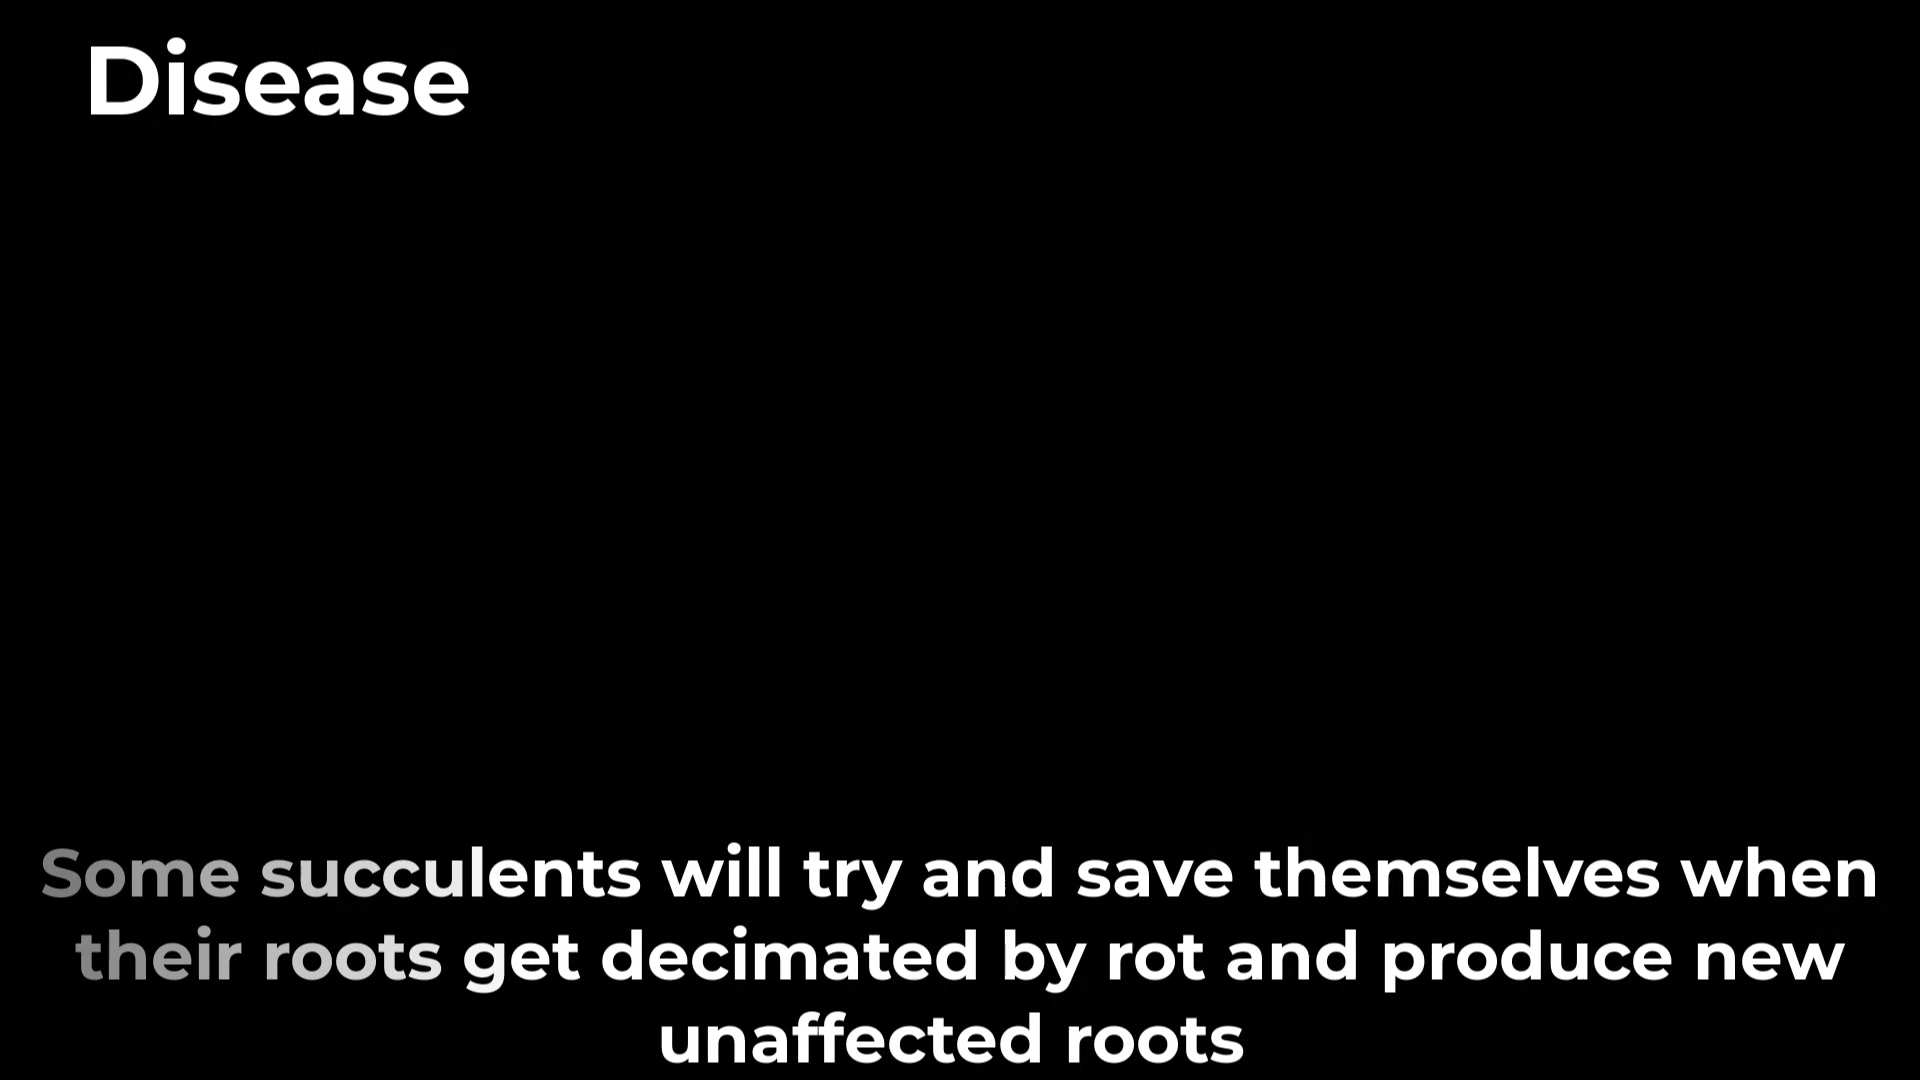 Disease
Some succulents will try and save themselves when
their roots get decimated by rot and produce new
unaffected roots